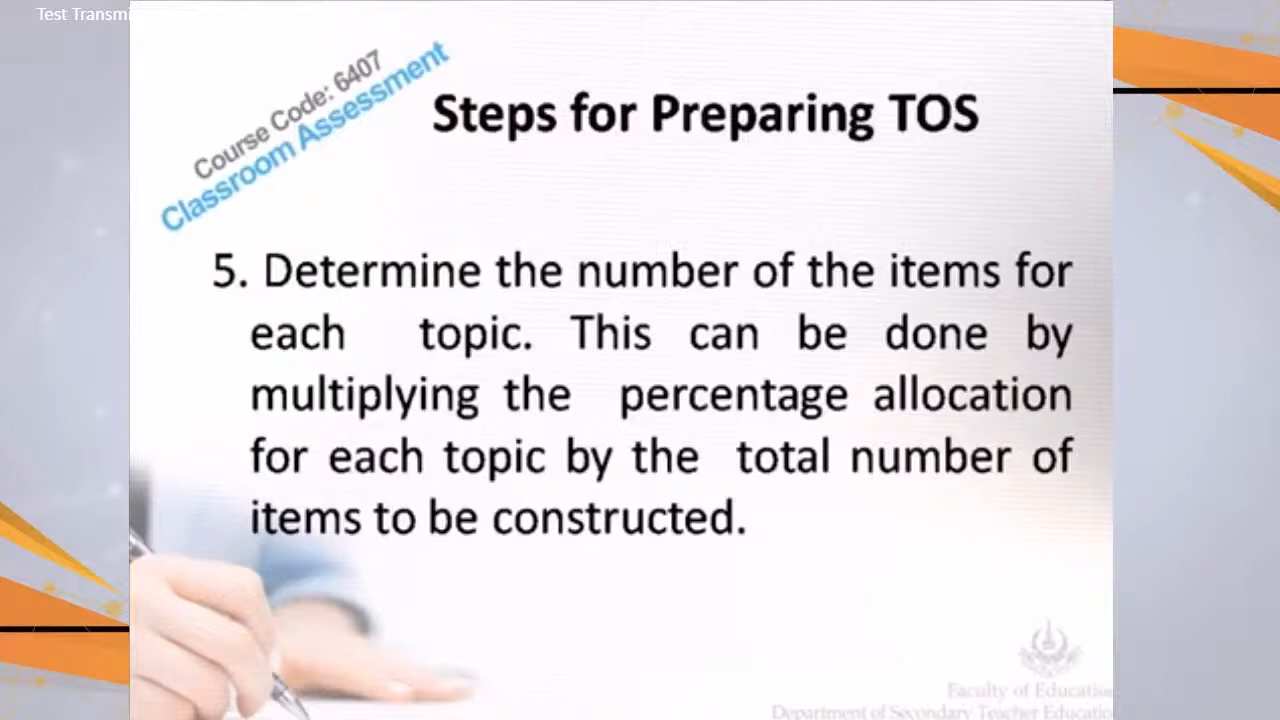 Test Transmi
Course Code: 6407
Classroom Assessment
Steps for Preparing TOS
5. Determine the number of the items for
each topic. This can be done by
multiplying the percentage allocation
for each topic by the total number of
items to be constructed.
Faculty of Educatio
Department of Secondary Teacher Educatio